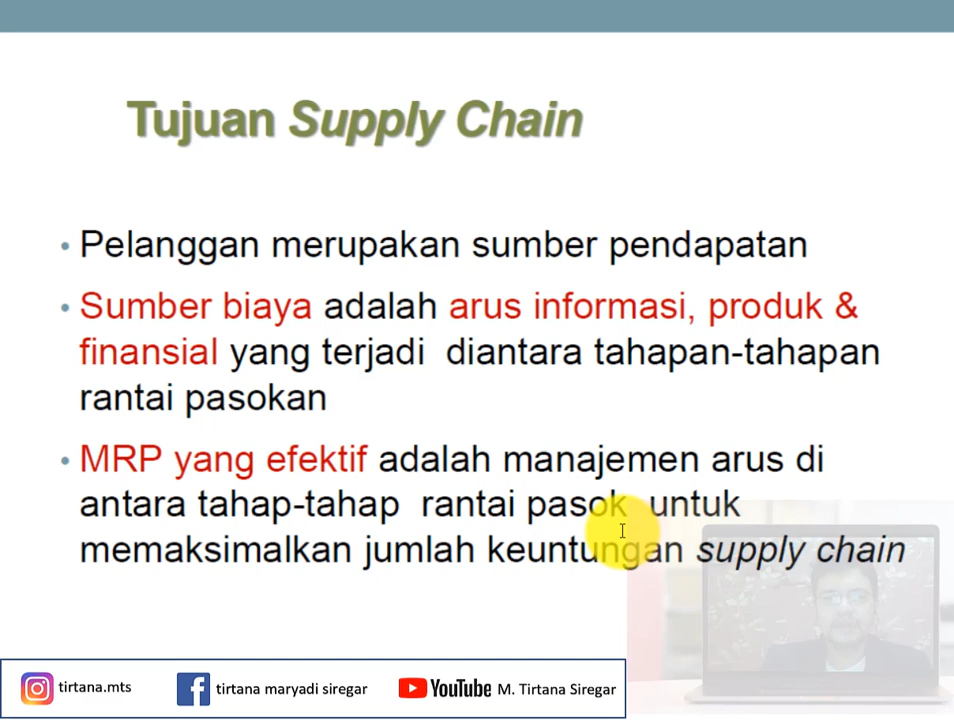 Tujuan Supply Chain
• Pelanggan merupakan sumber pendapatan
• Sumber biaya adalah arus informasi, produk &
finansial yang terjadi diantara tahapan-tahapan
rantai pasokan
• MRP yang efektif adalah manajemen arus di
antara tahap-tahap rantai pasok untuk
memaksimalkan jumlah keuntungan supply chain
tirtana.mts tirtana maryadi siregar YouTube M. Tirtana Siregar